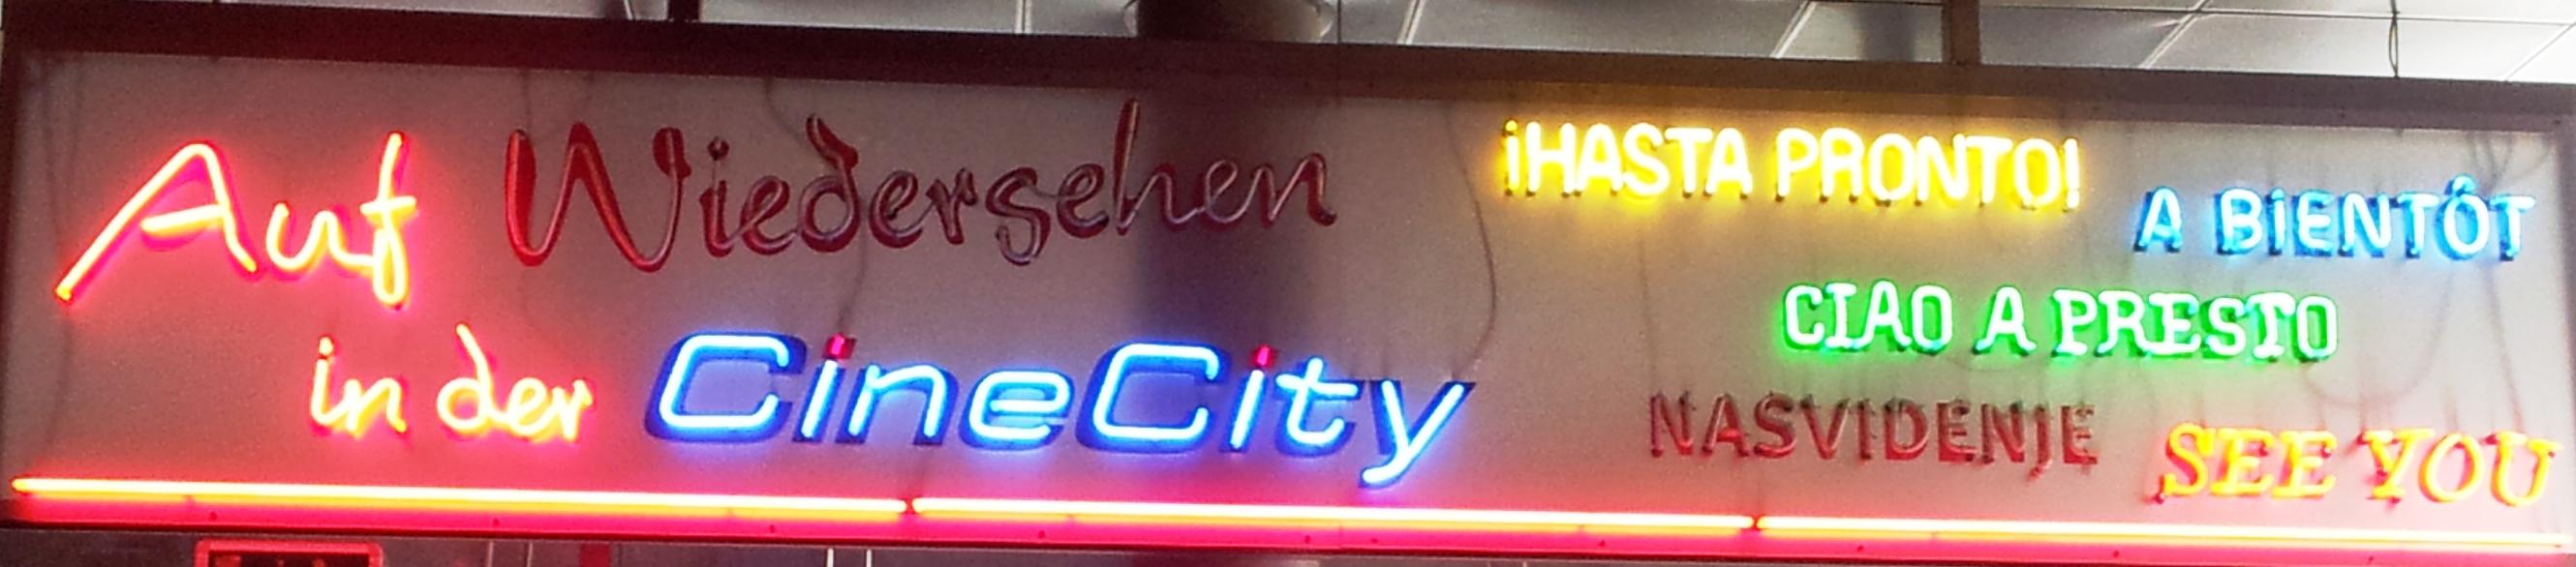 Auf Wiedersehen
in der CineCity
¡HASTA PRONTO!
A BiENTÔT
CIAO A PRESTO
NASVIDENJE
SEE YOU